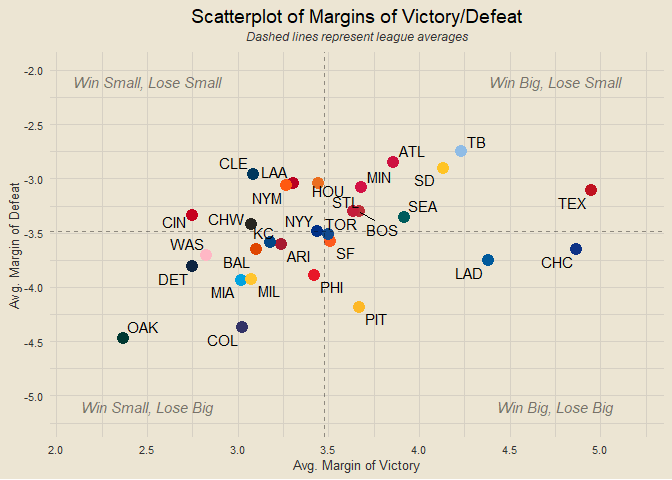 Scatterplot of Margins of Victory/Defeat
Dashed lines represent league averages
-2.0
Win Small, Lose Small
Win Big, Lose Small
-2.5
TB
ATL
CLE
LAA
MIN
SD
-3.0
NYM
HOU
STL
TEX
SEA
CIN
CHW
NYY
TOR
BOS
-3.5
KC
WAS
SF
BAL
ARI
CHC
LAD
DET
MIA
MIL
PHI
-4.0
PIT
OAK
COL
-4.5
-5.0
Win Small, Lose Big
Win Big, Lose Big
2.0
2.5
3.0
3.5
4.0
4.5
5.0
Avg. Margin of Victory
Avg. Margin of Defeat